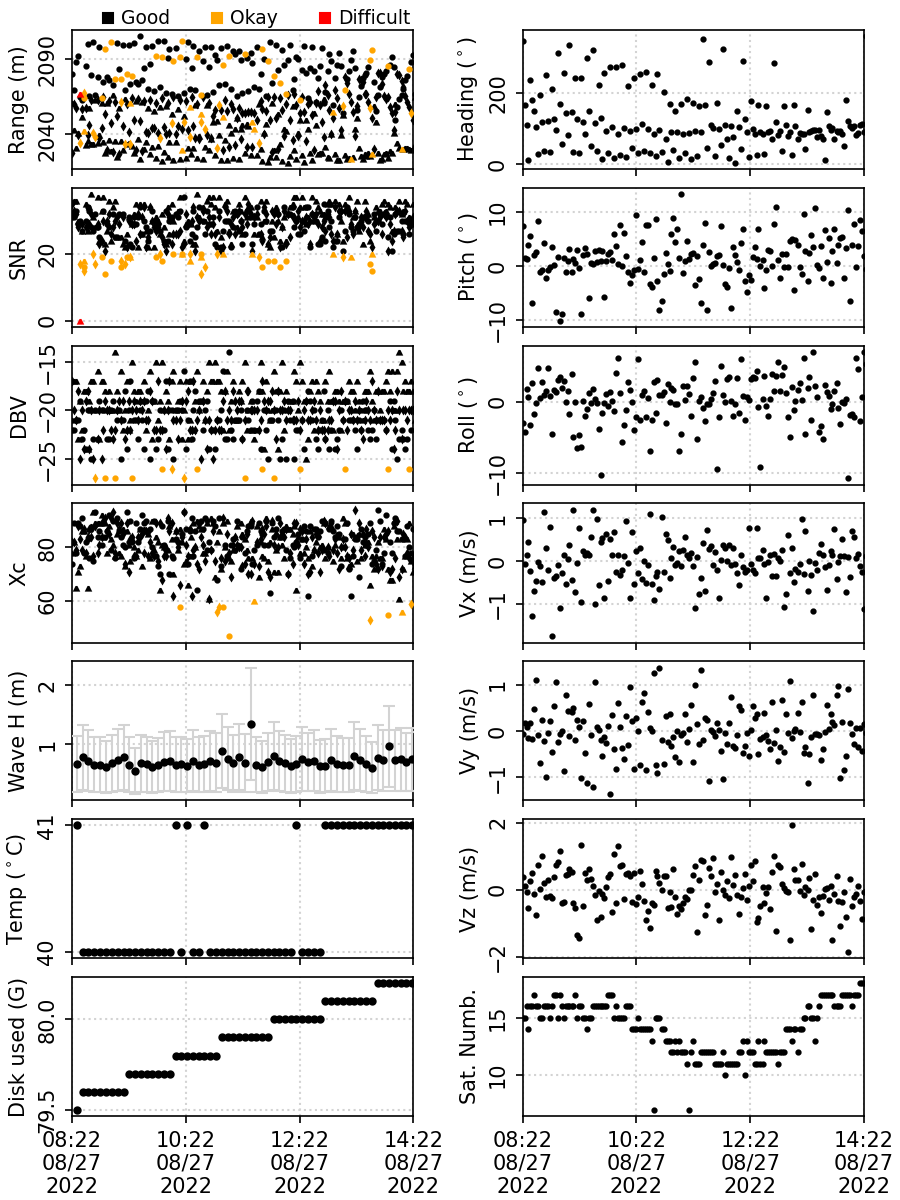 Good Okay Difficult
Range (m)
2090
2040
Heading (°)
200
0
SNR
20
0
Pitch (°)
10
0
−10
DBV
−15
−20
−25
Roll (°)
0
−10
Xc
80
60
Vx (m/s)
1
0
−1
Wave H (m)
2
1
Vy (m/s)
1
0
−1
Temp (°C)
41
40
Vz (m/s)
2
0
−2
Disk used (G)
80.0
79.5
Sat. Numb.
15
10
08:22 10:22 12:22 14:22 08:22 10:22 12:22 14:22
08/27 08/27 08/27 08/27 08/27 08/27 08/27 08/27
2022 2022 2022 2022 2022 2022 2022 2022